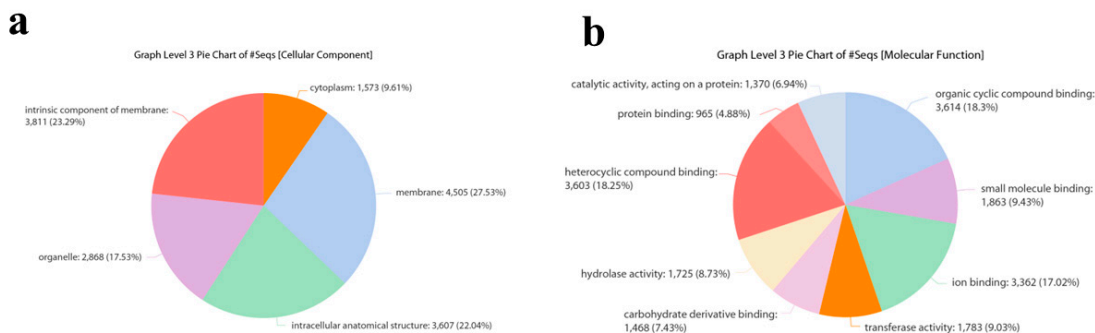 a
Graph Level 3 Pie Chart of #Seqs [Cellular Component]
cytoplasm: 1,573 (9.61%)
intrinsic component of membrane:
3,811 (23.29%)
membrane: 4,505 (27.53%)
organelle: 2,868 (17.53%)
intracellular anatomical structure: 3,607 (22.04%)
b
Graph Level 3 Pie Chart of #Seqs [Molecular Function]
catalytic activity, acting on a protein: 1,370 (6.94%)
organic cyclic compound binding:
3,614 (18.3%)
protein binding: 965 (4.88%)
heterocyclic compound binding:
3,603 (18.25%)
small molecule binding:
1,863 (9.43%)
hydrolase activity: 1,725 (8.73%)
ion binding: 3,362 (17.02%)
carbohydrate derivative binding:
1,468 (7.43%)
transferase activity: 1,783 (9.03%)